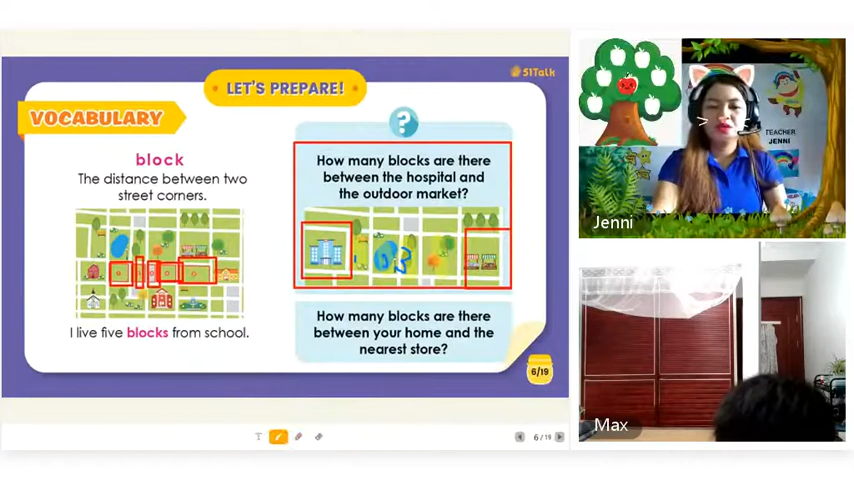 LET'S PREPARE!
51Talk
VOCABULARY
block
The distance between two
street corners.
I live five blocks from school.
?
How many blocks are there
between the hospital and
the outdoor market?
03
How many blocks are there
between your home and the
nearest store?
6/19
T
6 / 19
TEACHER
JENNI
Jenni
Max